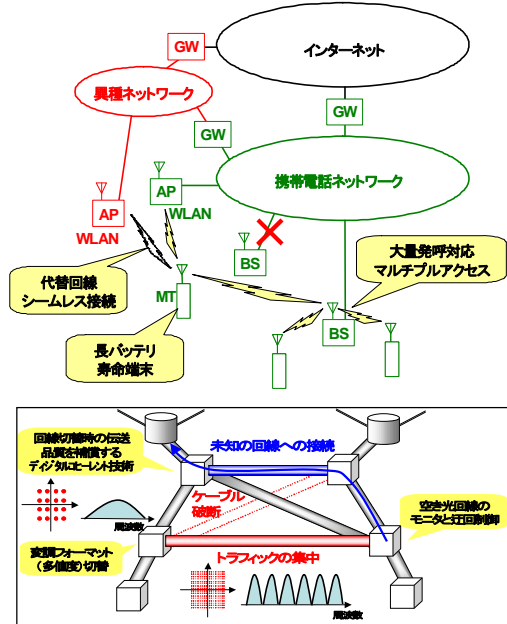 GW
インターネット
異種ネットワーク
GW
GW
携帯電話ネットワーク
AP
WLAN
AP
WLAN
BS
大量発呼対応
マルチプルアクセス
代替回線
シームレス接続
MT
BS
長バッテリ
寿命端末
回線切替時の伝送
品質を補償する
ディジタルコヒーレント技術
未知の回線への接続
ケーブル
破断
空き光回線の
モニタと迂回制御
周波数
変調フォーマット
(多値度)切替
トラフィックの集中
周波数